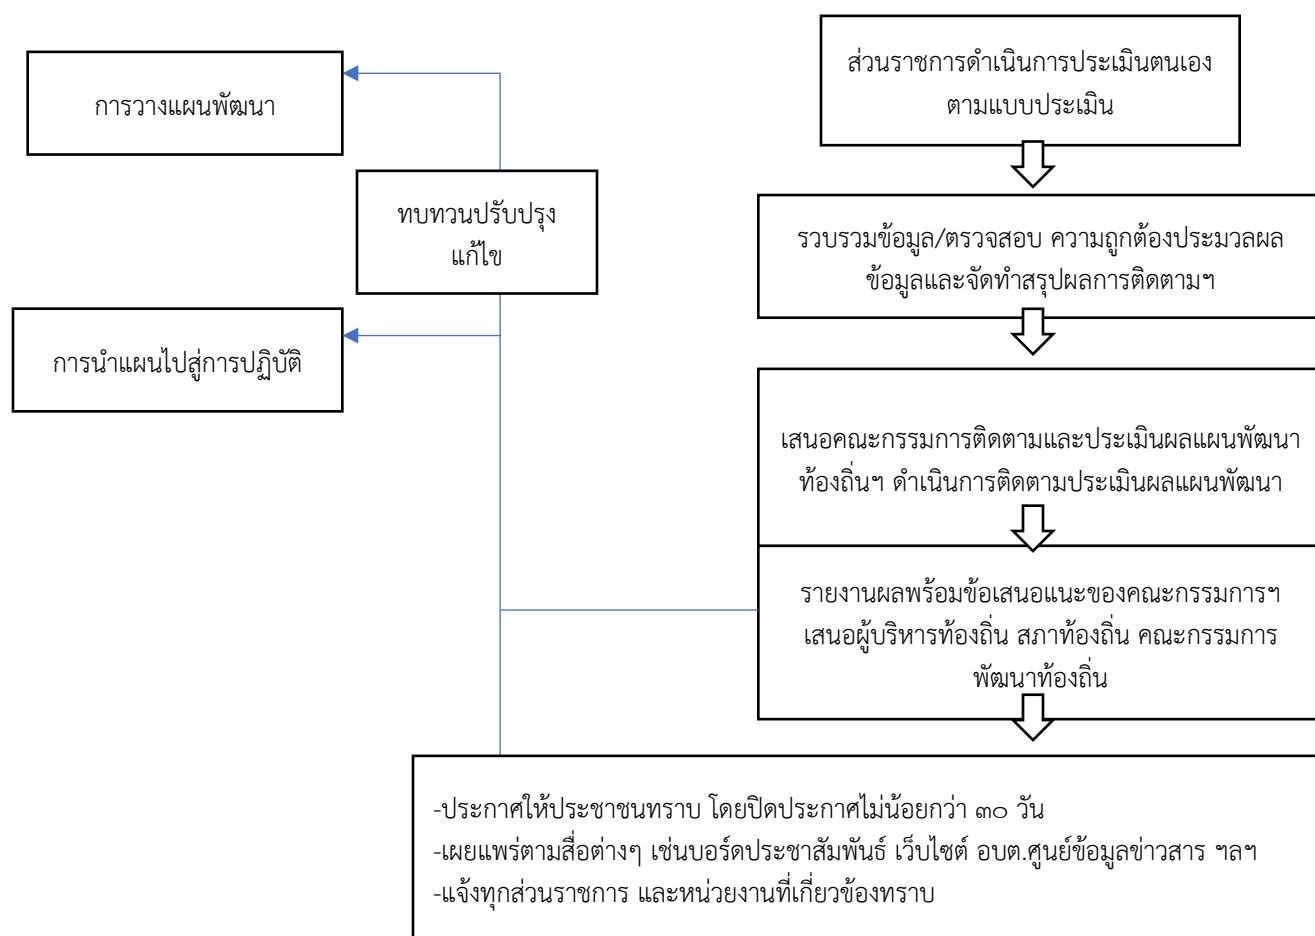 การวางแผนพัฒนา
ทบทวนปรับปรุง
แก้ไข
การนำแผนไปสู่การปฏิบัติ
ส่วนราชการดำเนินการประเมินตนเอง
ตามแบบประเมิน
รวบรวมข้อมูล/ตรวจสอบ ความถูกต้องประมวลผล
ข้อมูลและจัดทำสรุปผลการติดตามฯ
เสนอคณะกรรมการติดตามและประเมินผลแผนพัฒนา
ท้องถิ่นฯ ดำเนินการติดตามประเมินผลแผนพัฒนา
รายงานผลพร้อมข้อเสนอแนะของคณะกรรมการฯ
เสนอผู้บริหารท้องถิ่น สภาท้องถิ่น คณะกรรมการ
พัฒนาท้องถิ่น
-ประกาศให้ประชาชนทราบ โดยปิดประกาศไม่น้อยกว่า ๓๐ วัน
-เผยแพร่ตามสื่อต่างๆ เช่นบอร์ดประชาสัมพันธ์ เว็บไซต์ อบต.ศูนย์ข้อมูลข่าวสาร ฯลฯ
-แจ้งทุกส่วนราชการ และหน่วยงานที่เกี่ยวข้องทราบ